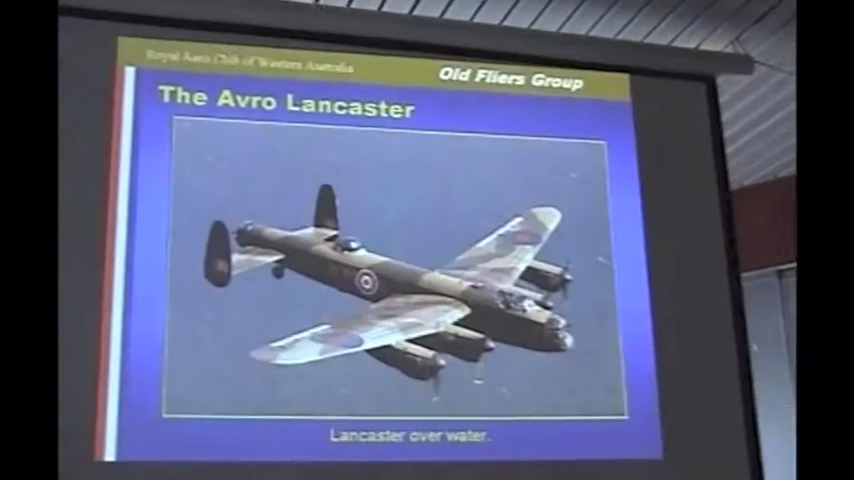 Royal Aero Club of Western Australia
Old Fliers Group
The Avro Lancaster
Lancaster over water.